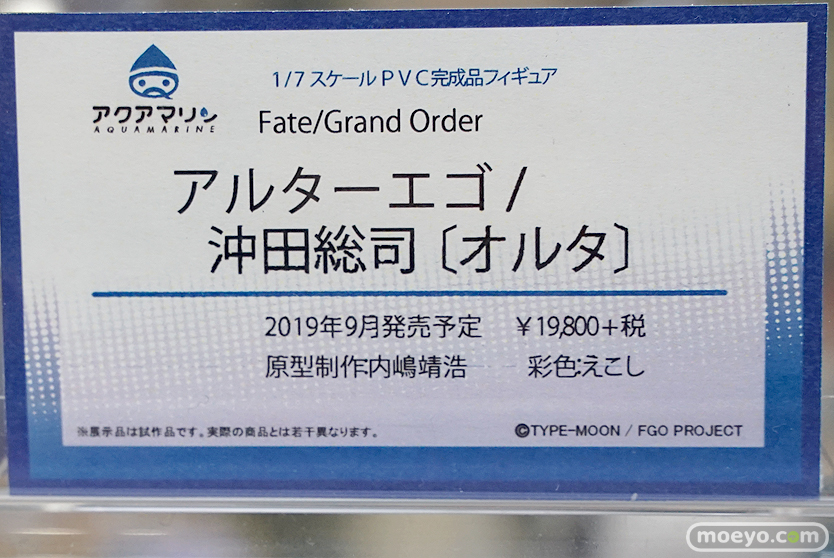 1/7 スケールＰＶＣ完成品フィギュア
アクアマリン
AQUAMARINE
Fate/Grand Order
アルターエゴ/
沖田総司〔オルタ〕
2019年9月発売予定 ￥19,800+税
原型制作:内嶋靖浩 彩色:えこし
※展示品は試作品です。実際の商品とは若干異なります。
©TYPE-MOON / FGO PROJECT
moeyo.com